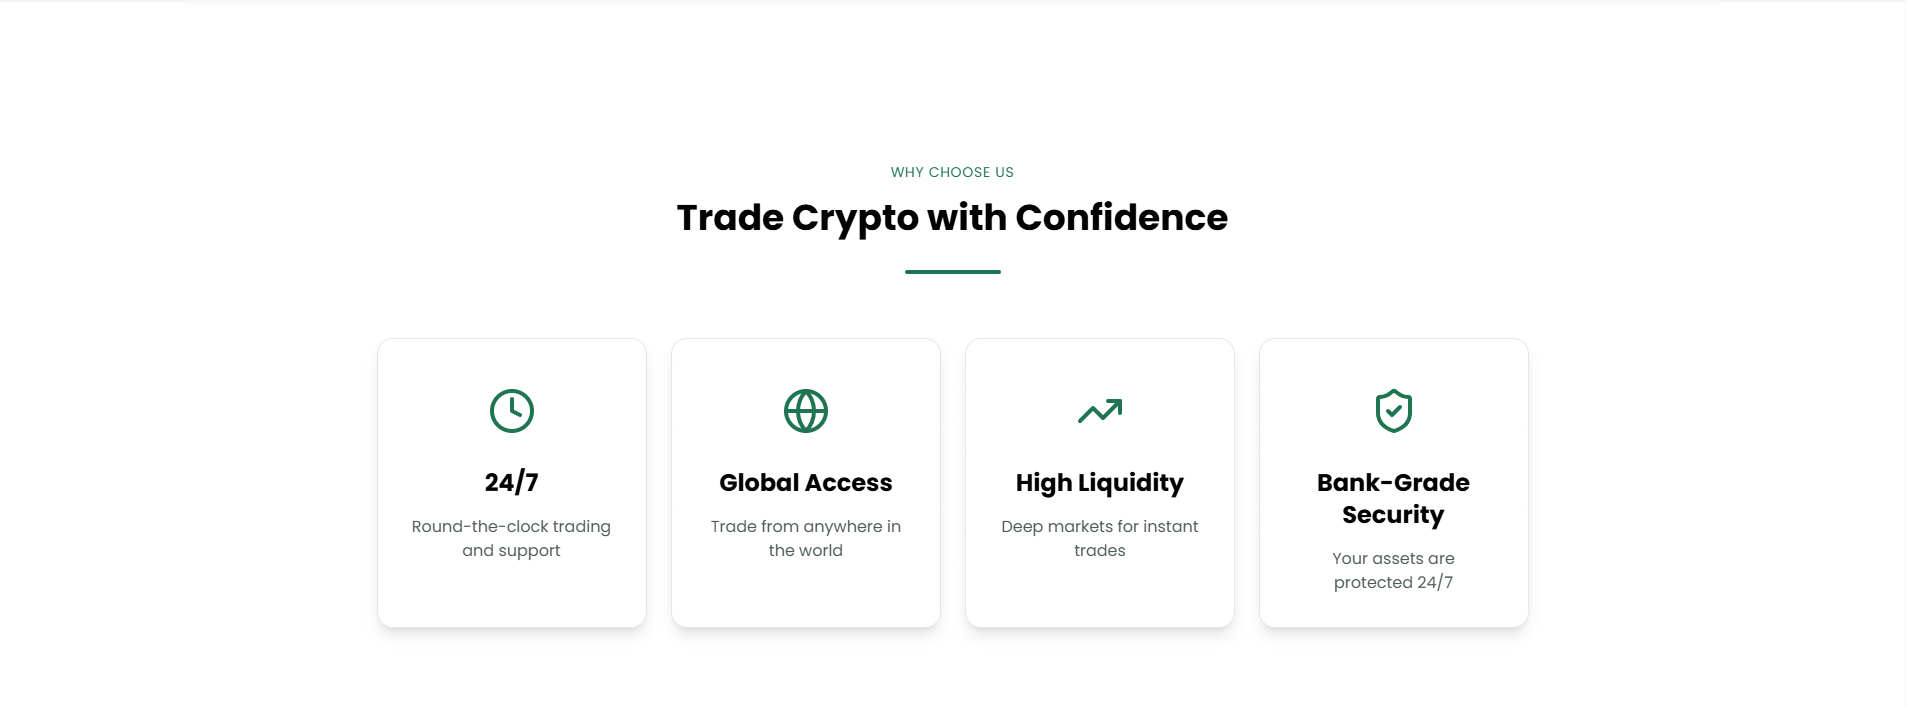 WHY CHOOSE US
Trade Crypto with Confidence
24/7
Round-the-clock trading
and support
Global Access
Trade from anywhere in
the world
High Liquidity
Deep markets for instant
trades
Bank-Grade
Security
Your assets are
protected 24/7